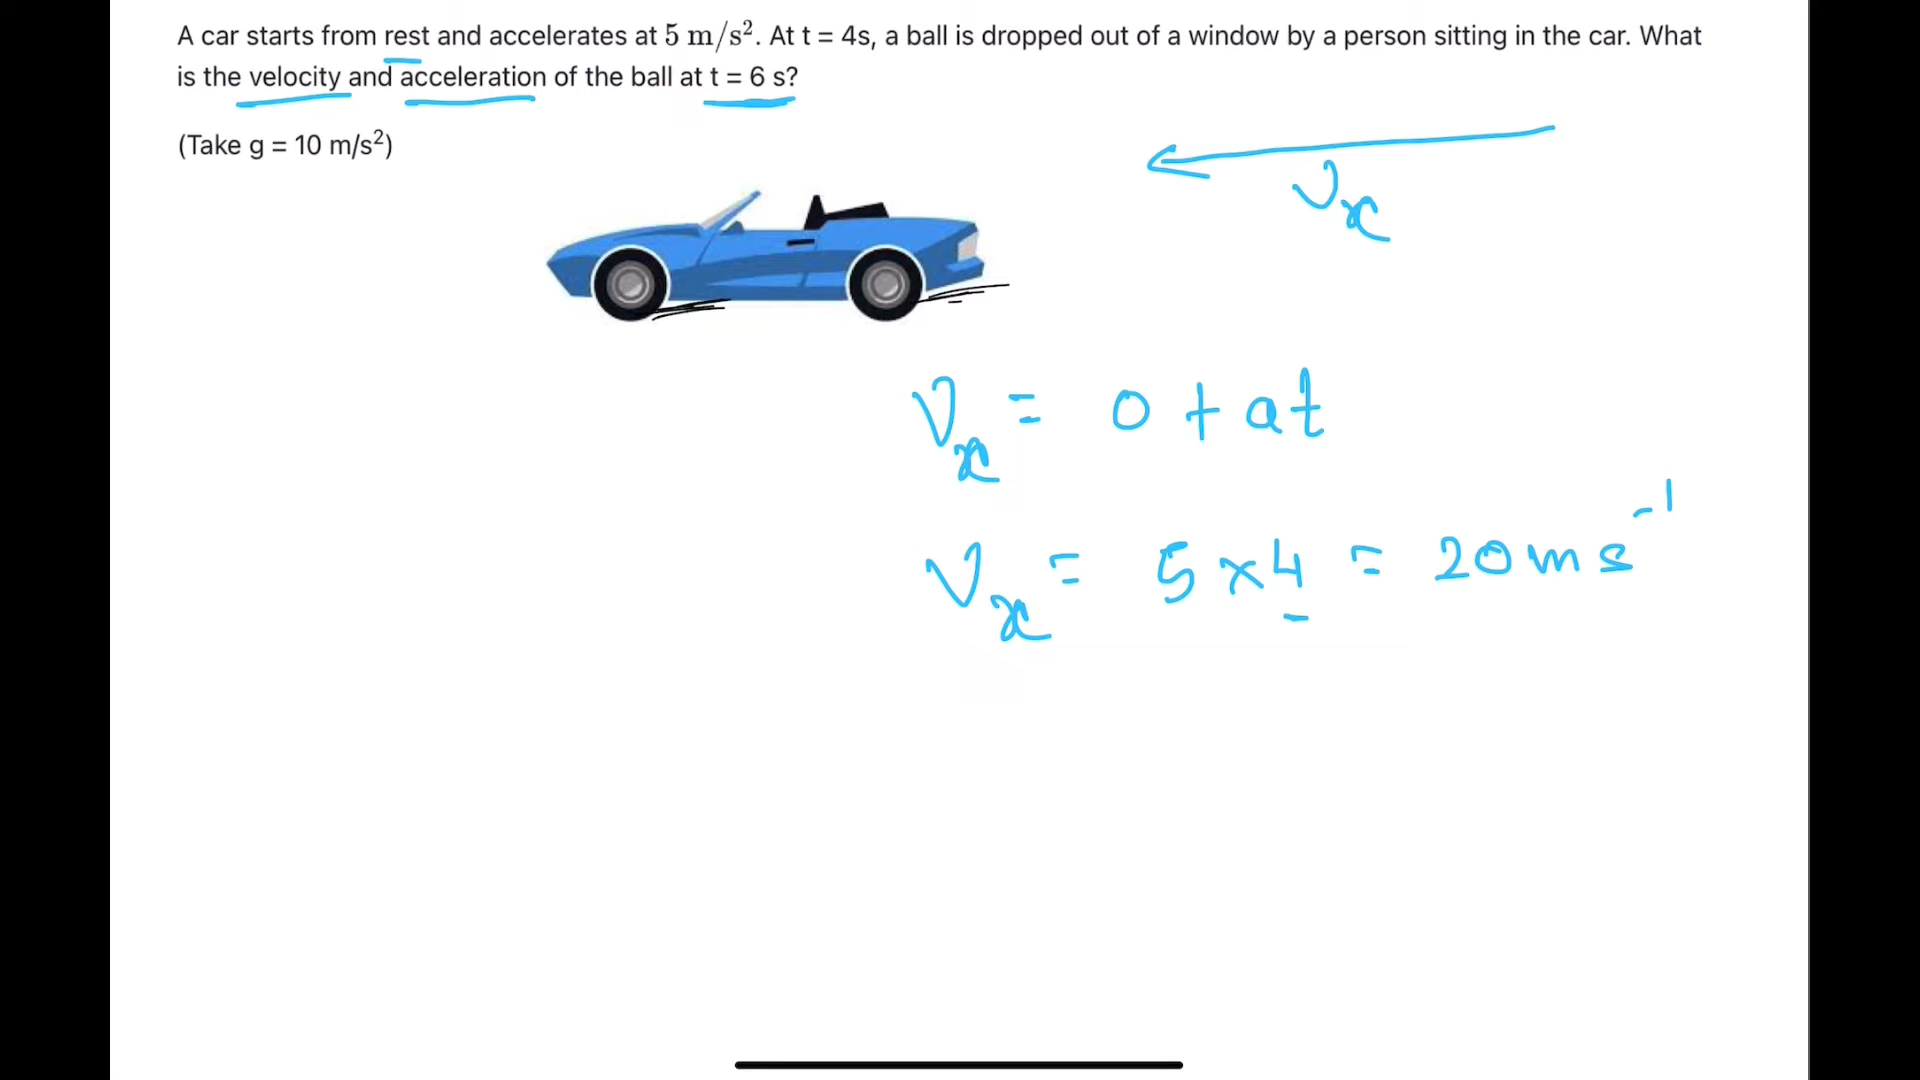 A car starts from rest and accelerates at 5 m/s². At t = 4s, a ball is dropped out of a window by a person sitting in the car. What
is the velocity and acceleration of the ball at t = 6 s?
(Take g = 10 m/s²)
Vx
Vx = 0 + at
Vx = 5 × 4 = 20 m s⁻¹